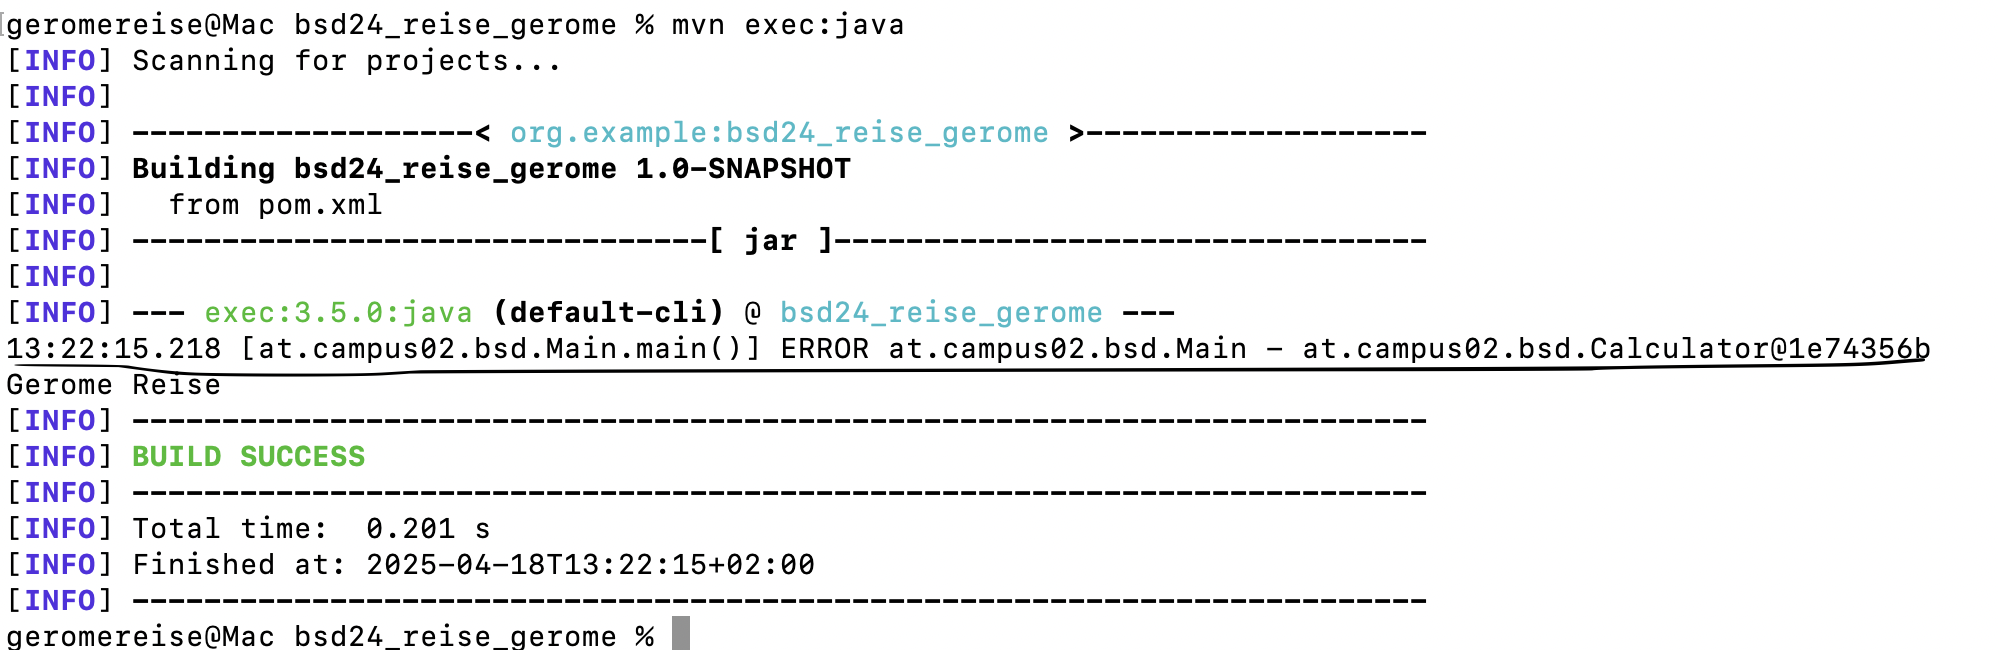 geromereise@Mac bsd24_reise_gerome % mvn exec:java
[INFO] Scanning for projects...
[INFO]
[INFO] -------------------< org.example:bsd24_reise_gerome >-------------------
[INFO] Building bsd24_reise_gerome 1.0-SNAPSHOT
[INFO]   from pom.xml
[INFO] --------------------------------[ jar ]---------------------------------
[INFO]
[INFO] --- exec:3.5.0:java (default-cli) @ bsd24_reise_gerome ---
13:22:15.218 [at.campus02.bsd.Main.main()] ERROR at.campus02.bsd.Main - at.campus02.bsd.Calculator@1e74356b
Gerome Reise
[INFO] ------------------------------------------------------------------------
[INFO] BUILD SUCCESS
[INFO] ------------------------------------------------------------------------
[INFO] Total time:  0.201 s
[INFO] Finished at: 2025-04-18T13:22:15+02:00
[INFO] ------------------------------------------------------------------------
geromereise@Mac bsd24_reise_gerome %